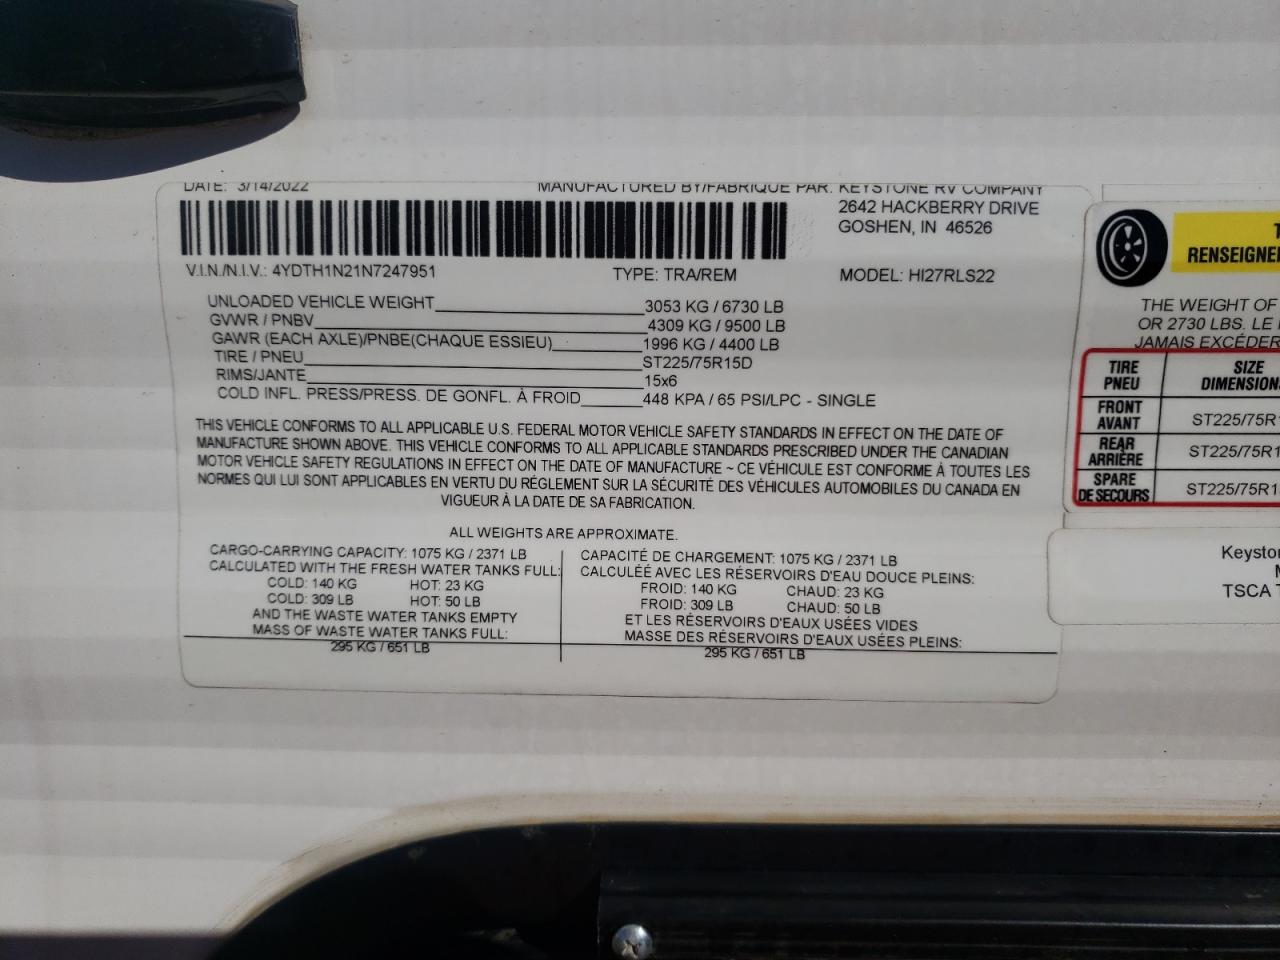 DATE: 3/14/2022 MANUFACTURED BY/FABRIQUE PAR: KEYSTONE RV COMPANY
2642 HACKBERRY DRIVE
GOSHEN, IN 46526
V.I.N./N.I.V.: 4YDTH1N21N7247951 TYPE: TRA/REM MODEL: HI27RLS22
UNLOADED VEHICLE WEIGHT 3053 KG / 6730 LB
GVWR / PNBV 4309 KG / 9500 LB
GAWR (EACH AXLE)/PNBE(CHAQUE ESSIEU) 1996 KG / 4400 LB
TIRE / PNEU ST225/75R15D
RIMS/JANTE 15x6
COLD INFL. PRESS/PRESS. DE GONFL. À FROID 448 KPA / 65 PSI/LPC - SINGLE
THIS VEHICLE CONFORMS TO ALL APPLICABLE U.S. FEDERAL MOTOR VEHICLE SAFETY STANDARDS IN EFFECT ON THE DATE OF
MANUFACTURE SHOWN ABOVE. THIS VEHICLE CONFORMS TO ALL APPLICABLE STANDARDS PRESCRIBED UNDER THE CANADIAN
MOTOR VEHICLE SAFETY REGULATIONS IN EFFECT ON THE DATE OF MANUFACTURE ~ CE VÉHICULE EST CONFORME À TOUTES LES
NORMES QUI LUI SONT APPLICABLES EN VERTU DU RÉGLEMENT SUR LA SÉCURITÉ DES VÉHICULES AUTOMOBILES DU CANADA EN
VIGUEUR À LA DATE DE SA FABRICATION.
ALL WEIGHTS ARE APPROXIMATE.
CARGO-CARRYING CAPACITY: 1075 KG / 2371 LB
CALCULATED WITH THE FRESH WATER TANKS FULL:
COLD: 140 KG HOT: 23 KG
COLD: 309 LB HOT: 50 LB
AND THE WASTE WATER TANKS EMPTY
MASS OF WASTE WATER TANKS FULL:
295 KG / 651 LB
CAPACITÉ DE CHARGEMENT: 1075 KG / 2371 LB
CALCULÉE AVEC LES RÉSERVOIRS D'EAU DOUCE PLEINS:
FROID: 140 KG CHAUD: 23 KG
FROID: 309 LB CHAUD: 50 LB
ET LES RÉSERVOIRS D'EAUX USÉES VIDES
MASSE DES RÉSERVOIRS D'EAUX USÉES PLEINS:
295 KG / 651 LB
T
RENSEIGNE
THE WEIGHT OF
OR 2730 LBS. LE
JAMAIS EXCÉDER
TIRE SIZE
PNEU DIMENSION
FRONT
AVANT ST225/75R1
REAR
ARRIÈRE ST225/75R1
SPARE
DE SECOURS ST225/75R1
Keyston
M
TSCA T